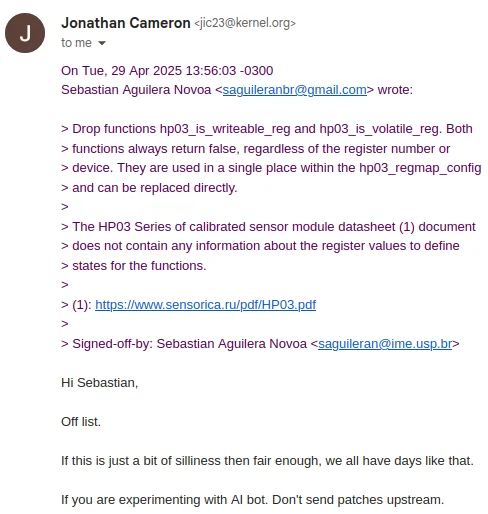 J
Jonathan Cameron <jic23@kernel.org>
to me
On Tue, 29 Apr 2025 13:56:03 -0300
Sebastian Aguilera Novoa <saguileranbr@gmail.com> wrote:
> Drop functions hp03_is_writeable_reg and hp03_is_volatile_reg. Both
> functions always return false, regardless of the register number or
> device. They are used in a single place within the hp03_regmap_config
> and can be replaced directly.
>
> The HP03 Series of calibrated sensor module datasheet (1) document
> does not contain any information about the register values to define
> states for the functions.
>
> (1): https://www.sensorica.ru/pdf/HP03.pdf
>
> Signed-off-by: Sebastian Aguilera Novoa <saguileran@ime.usp.br>
Hi Sebastian,
Off list.
If this is just a bit of silliness then fair enough, we all have days like that.
If you are experimenting with AI bot. Don't send patches upstream.